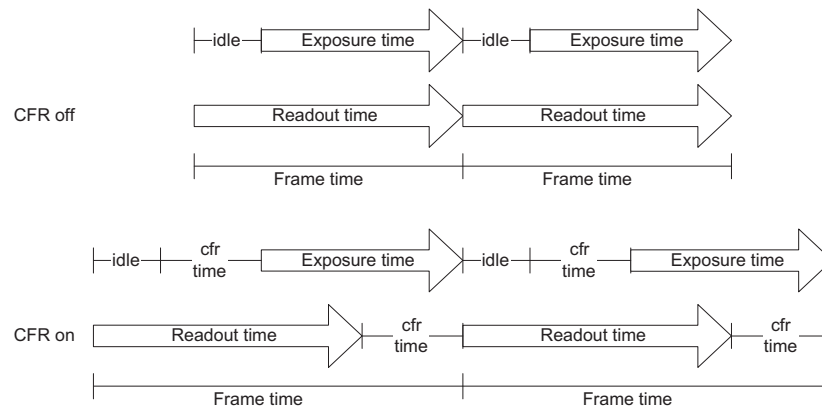 idle Exposure time idle Exposure time
CFR off Readout time Readout time
Frame time Frame time
idle cfr time Exposure time idle cfr time Exposure time
CFR on Readout time cfr time Readout time cfr time
Frame time Frame time